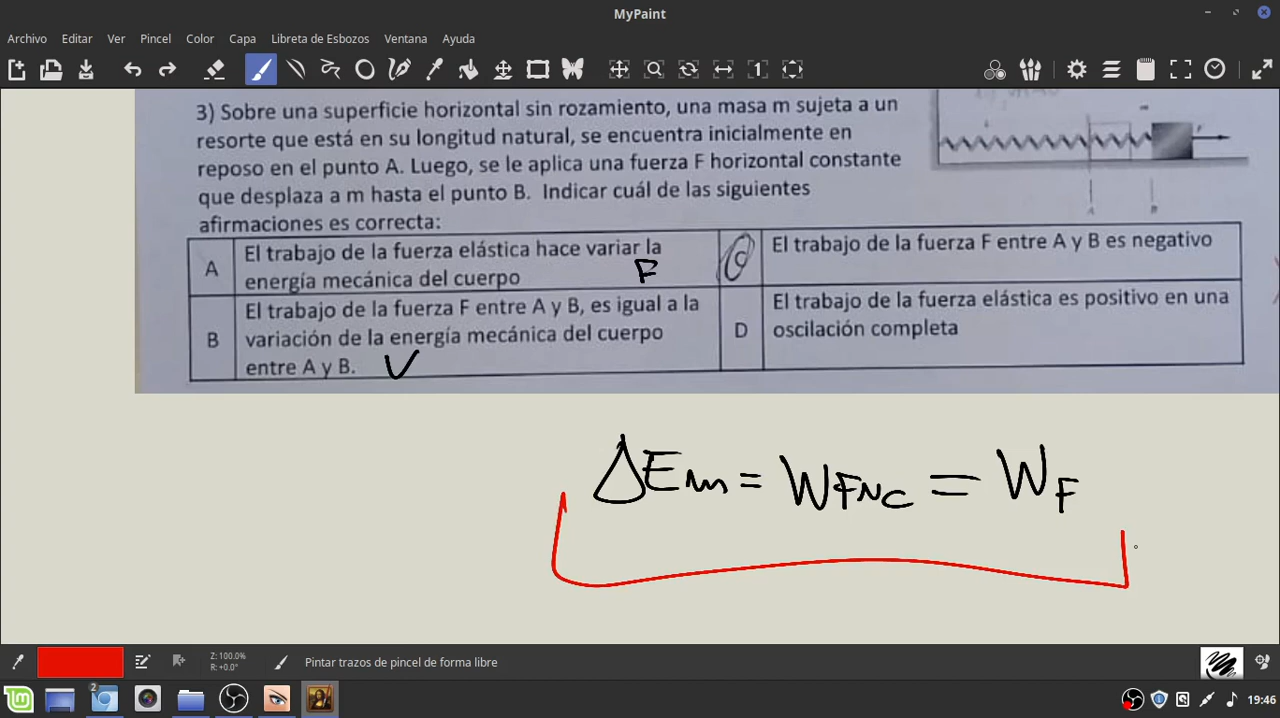 MyPaint
Archivo Editar Ver Pincel Color Capa Libreta de Esbozos Ventana Ayuda
3) Sobre una superficie horizontal sin rozamiento, una masa m sujeta a un
resorte que está en su longitud natural, se encuentra inicialmente en
reposo en el punto A. Luego, se le aplica una fuerza F horizontal constante
que desplaza a m hasta el punto B. Indicar cuál de las siguientes
afirmaciones es correcta:
A El trabajo de la fuerza elástica hace variar la
energía mecánica del cuerpo F
C El trabajo de la fuerza F entre A y B es negativo
B El trabajo de la fuerza F entre A y B, es igual a la
variación de la energía mecánica del cuerpo
entre A y B. V
D El trabajo de la fuerza elástica es positivo en una
oscilación completa
ΔEm = WFNC = WF
Z: 100.0%
R: +0.0°
Pintar trazos de pincel de forma libre
2
19:46